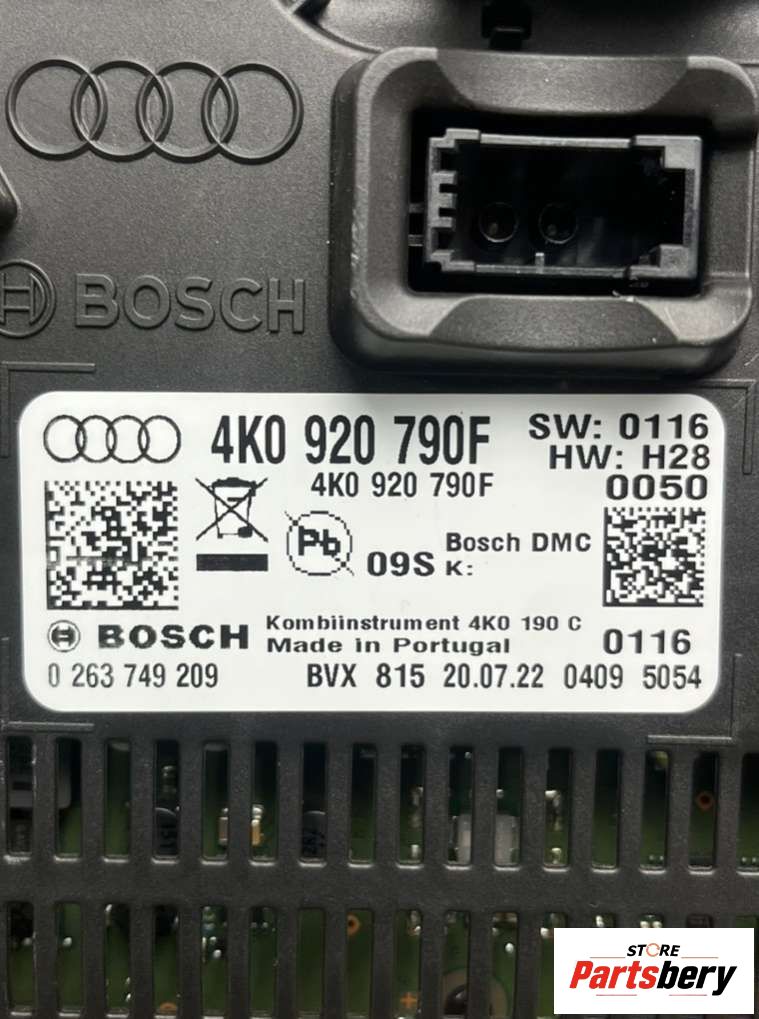 BOSCH
4K0 920 790F
SW: 0116
HW: H28
4K0 920 790F
0050
Pb
09S
Bosch DMC
K:
BOSCH
Kombiinstrument 4K0 190 C
Made in Portugal
0116
0 263 749 209
BVX 815 20.07.22 0409 5054
STORE
Partsbery